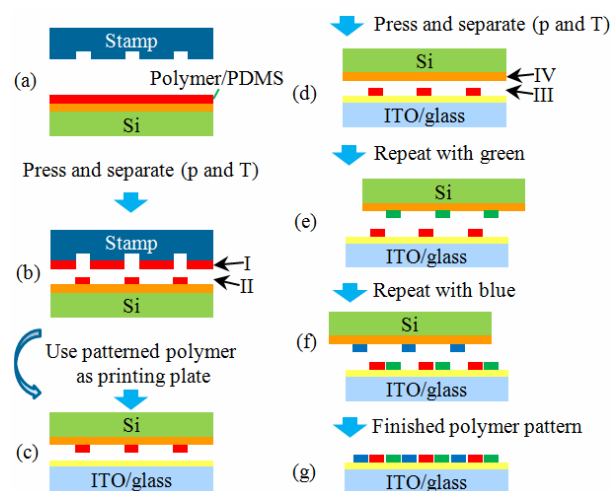 Stamp
(a)
Polymer/PDMS
Si
Press and separate (p and T)
Stamp
(b)
I
II
Si
Use patterned polymer
as printing plate
Si
(c)
ITO/glass
Press and separate (p and T)
Si
(d)
IV
III
ITO/glass
Repeat with green
Si
(e)
ITO/glass
Repeat with blue
Si
(f)
ITO/glass
Finished polymer pattern
(g)
ITO/glass